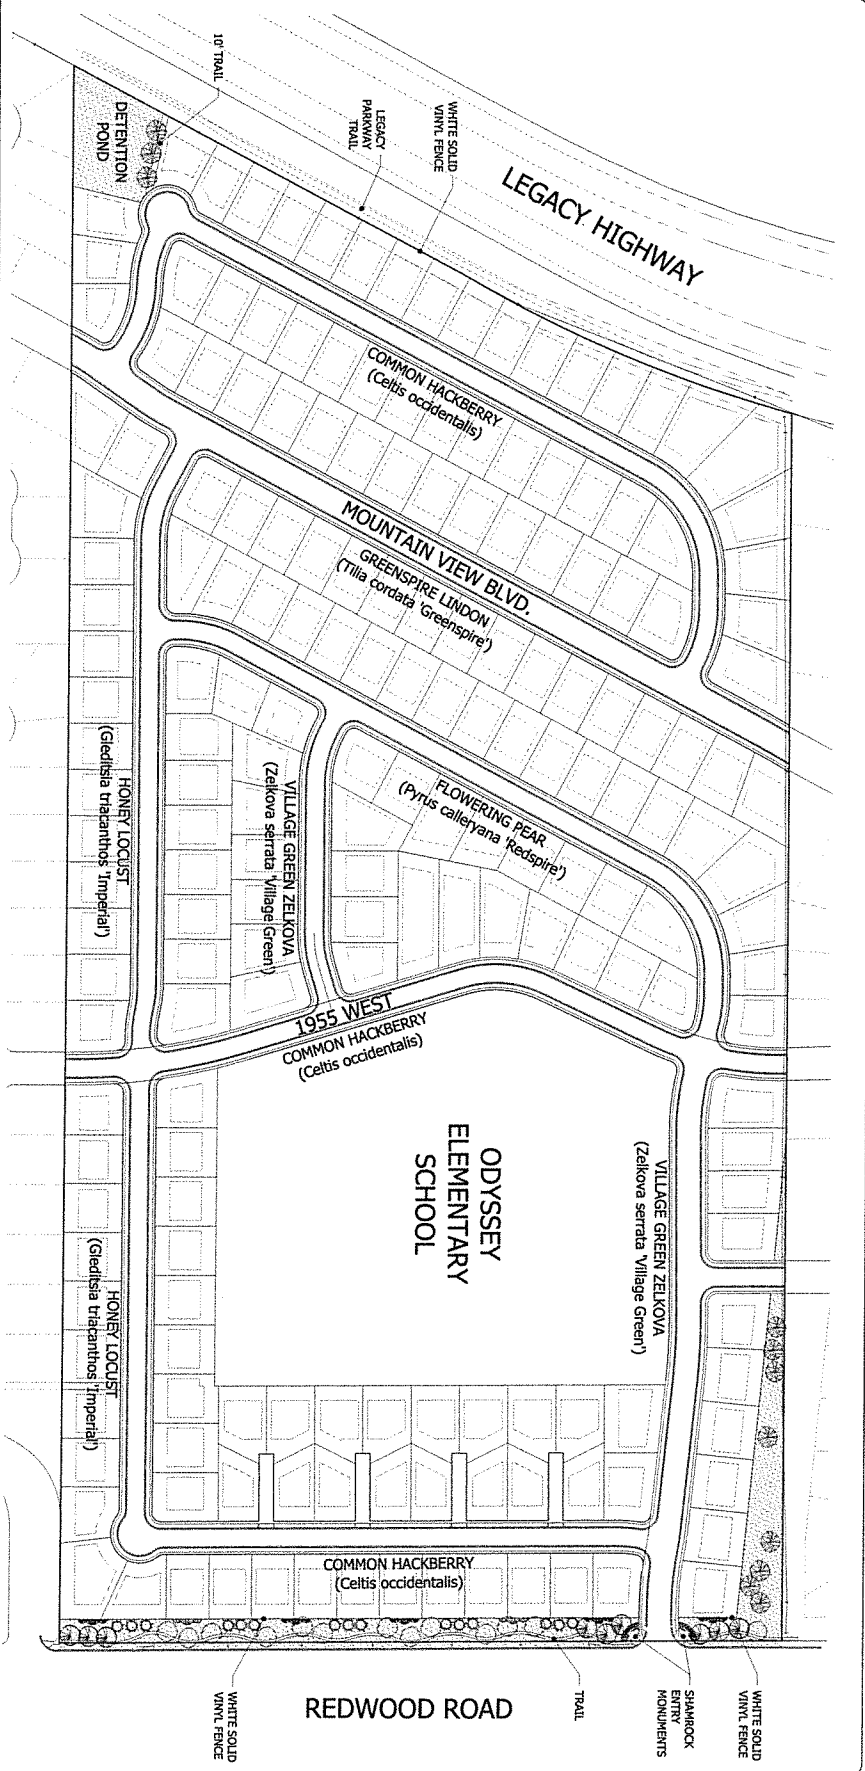 10' TRAIL
DETENTION
POND
LEGACY
PARKWAY
TRAIL
WHITE SOLID
VINYL FENCE
LEGACY HIGHWAY
COMMON HACKBERRY
(Celtis occidentalis)
MOUNTAIN VIEW BLVD.
GREENSPIRE LINDON
(Tilia cordata 'Greenspire')
HONEY LOCUST
(Gleditsia triacanthos 'Imperial')
VILLAGE GREEN ZELKOVA
(Zelkova serrata 'Village Green')
FLOWERING PEAR
(Pyrus calleryana 'Redspire')
1955 WEST
COMMON HACKBERRY
(Celtis occidentalis)
ODYSSEY
ELEMENTARY
SCHOOL
VILLAGE GREEN ZELKOVA
(Zelkova serrata 'Village Green')
HONEY LOCUST
(Gleditsia triacanthos 'Imperial')
COMMON HACKBERRY
(Celtis occidentalis)
WHITE SOLID
VINYL FENCE
REDWOOD ROAD
TRAIL
SHAMROCK
ENTRY
MONUMENTS
WHITE SOLID
VINYL FENCE